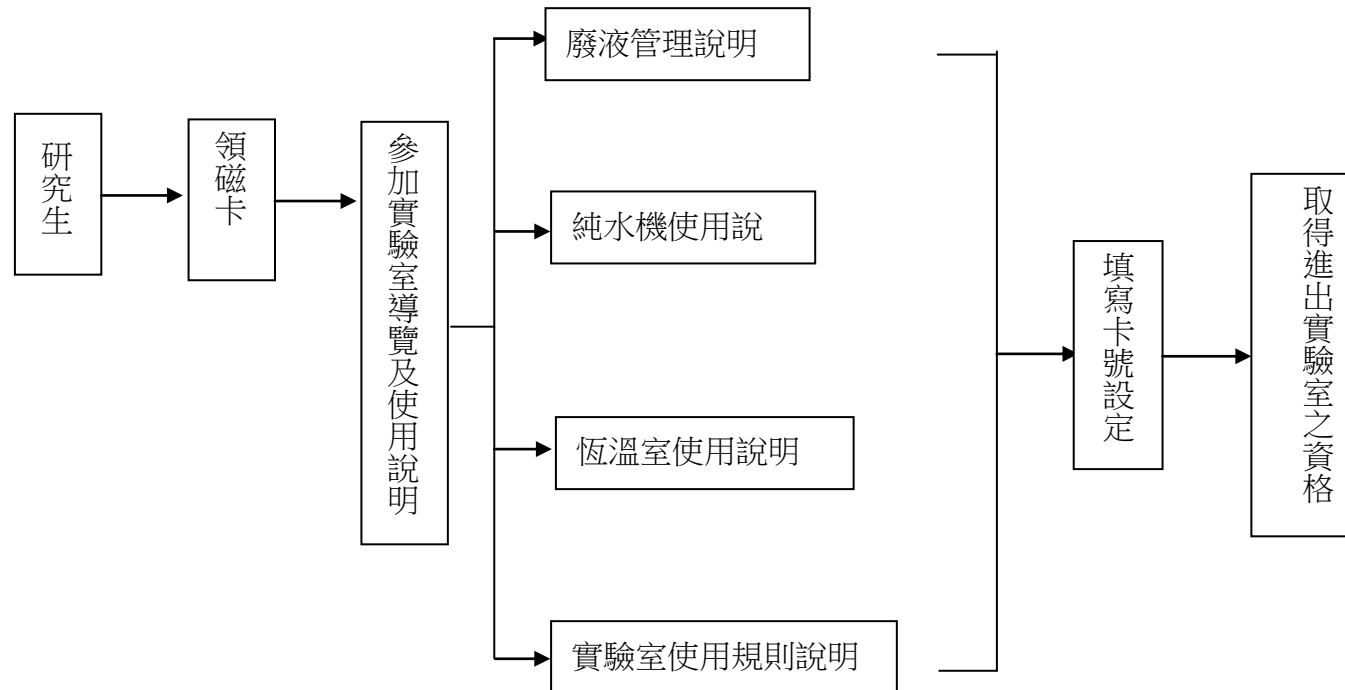 研究生
領磁卡
參加實驗室導覽及使用說明
廢液管理說明
純水機使用說
恆溫室使用說明
實驗室使用規則說明
填寫卡號設定
取得進出實驗室之資格